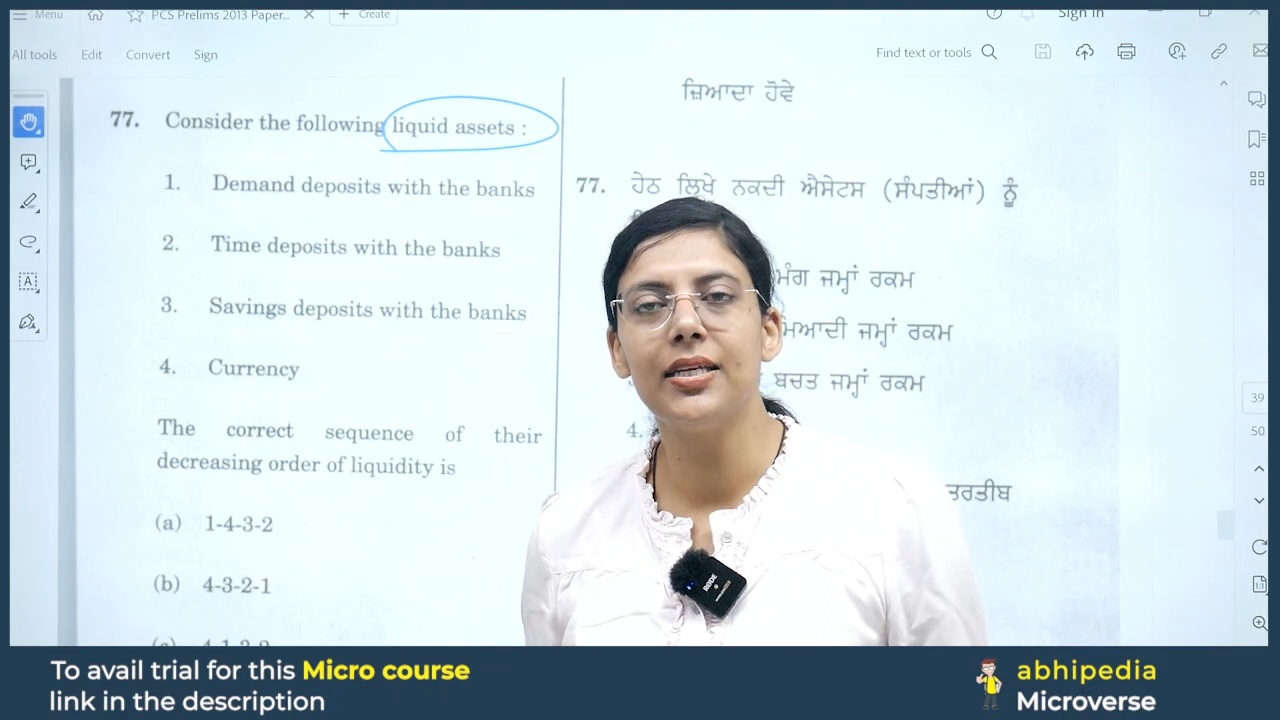 Menu
PCS Prelims 2013 Paper...
Create
Sign In
All tools
Edit
Convert
Sign
Find text or tools
77. Consider the following liquid assets :
1. Demand deposits with the banks
2. Time deposits with the banks
3. Savings deposits with the banks
4. Currency
The correct sequence of their
decreasing order of liquidity is
(a) 1-4-3-2
(b) 4-3-2-1
ਜ਼ਿਆਦਾ ਹੋਵੇ
77. ਹੇਠ ਲਿਖੇ ਨਕਦੀ ਐਸੇਟਸ (ਸੰਪਤੀਆਂ) ਨੂੰ
ਮੰਗ ਜਮ੍ਹਾਂ ਰਕਮ
ਮਿਆਦੀ ਜਮ੍ਹਾਂ ਰਕਮ
ਬਚਤ ਜਮ੍ਹਾਂ ਰਕਮ
4.
ਤਰਤੀਬ
39
50
RØDE
To avail trial for this Micro course
link in the description
abhipedia
Microverse